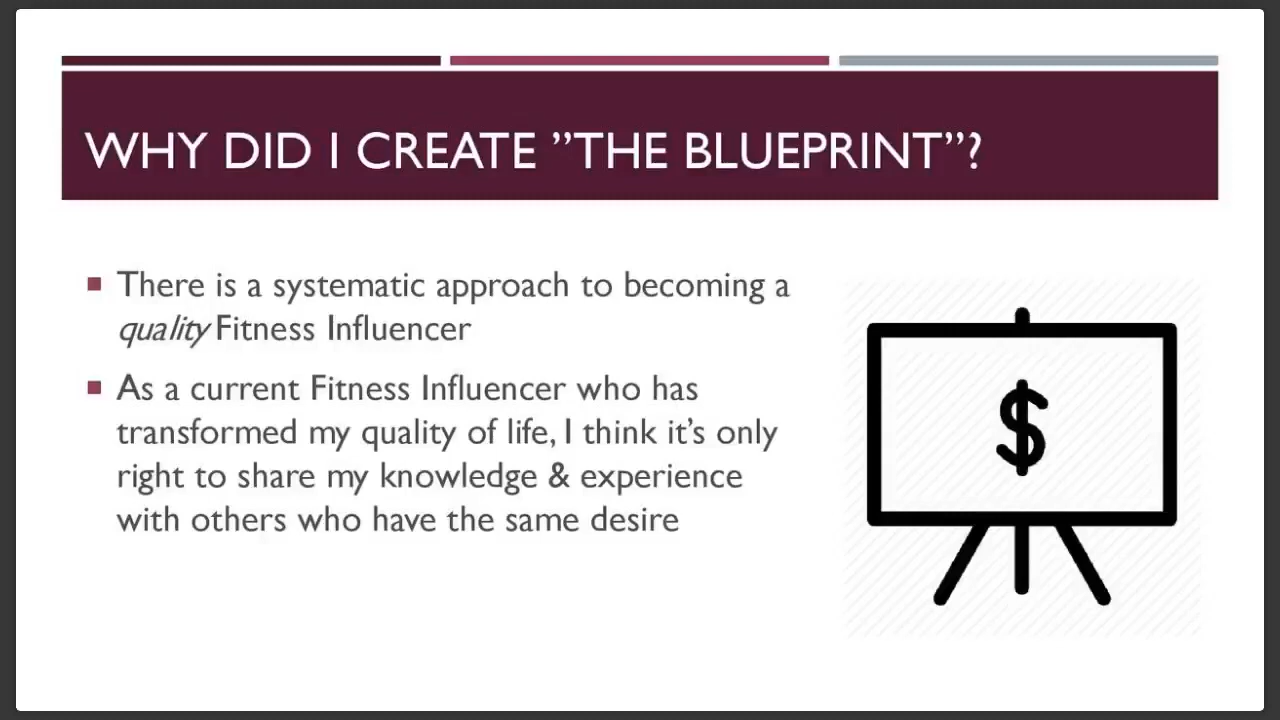 WHY DID I CREATE ”THE BLUEPRINT”?
There is a systematic approach to becoming a
quality Fitness Influencer
As a current Fitness Influencer who has
transformed my quality of life, I think it’s only
right to share my knowledge & experience
with others who have the same desire
$